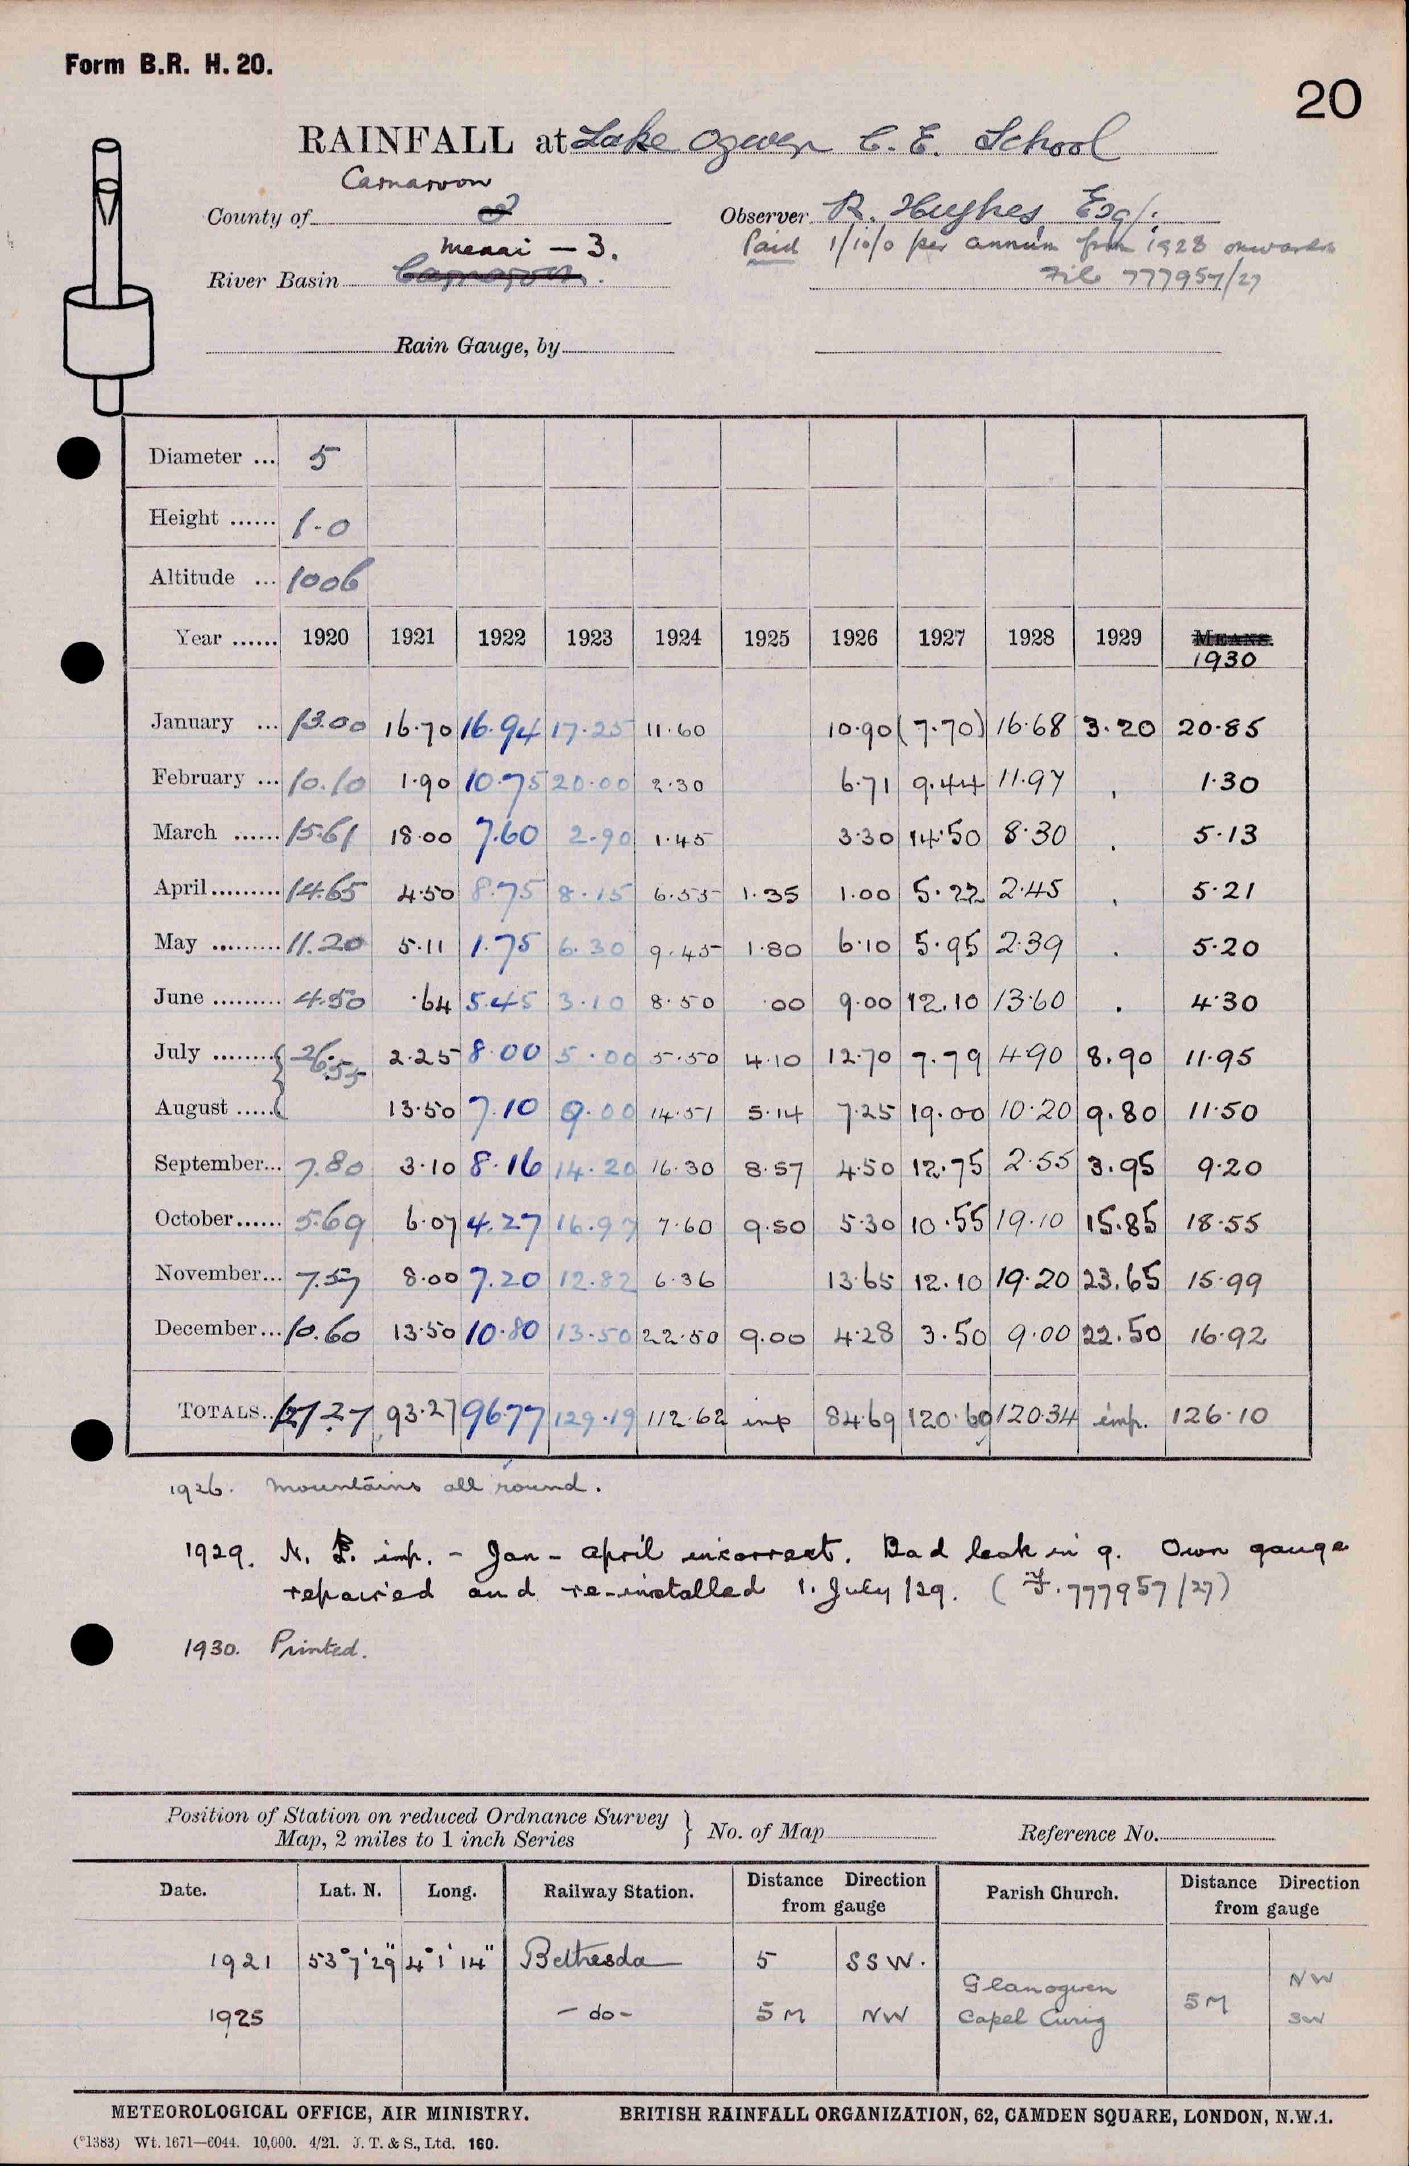 Form B.R. H. 20.
20
RAINFALL at Lake Ogwen C. E. School
Carnarvon
County of
Observer R. Hughes, Esq.
Menai — 3.
Paid 1/10/0 per annum from 1928 onwards
River Basin Carnarvon.
File 777957/27
Rain Gauge, by
Diameter ... 5
Height ...... 1·0
Altitude ... 1006
Year ...... 1920 1921 1922 1923 1924 1925 1926 1927 1928 1929 MEANS.
1930
January ... 13.00 16·70 16·94 17·25 11·60 10·90 (7·70) 16·68 3·20 20·85
February ... 10.10 1·90 10·75 20·00 2·30 6·71 9·44 11·97 . 1·30
March ...... 15.61 18·00 7.60 2·90 1·45 3·30 14·50 8·30 . 5·13
April......... 14.65 4·50 8·75 8·15 6·55 1·35 1·00 5·22 2·45 . 5·21
May ......... 11.20 5·11 1·75 6·30 9·45 1·80 6·10 5·95 2·39 . 5·20
June ......... 4.50 ·64 5.45 3·10 8·50 ·00 9·00 12.10 13·60 . 4·30
July ........ { 26.55 2·25 8·00 5·00 5·50 4·10 12·70 7·79 4·90 8.90 11·95
August ..... 13·50 7.10 9·00 14·51 5·14 7·25 19·00 10·20 9.80 11·50
September... 7.80 3·10 8·16 14·20 16·30 8·57 4·50 12·75 2·55 3.95 9·20
October...... 5.69 6·07 4.27 16·97 7·60 9·50 5·30 10·55 19·10 15.85 18·55
November... 7.57 8·00 7.20 12·82 6·36 13·65 12·10 19·20 23.65 15·99
December... 10.60 13·50 10·80 13·50 22·50 9·00 4·28 3·50 9·00 22.50 16·92
TOTALS.. 127.27 93·27 96.77 129·19 112·62 imp 84·69 120·60 120·34 imp. 126·10
1926. Mountains all round.
1929. N. P. imp. – Jan – April incorrect. Bad leak in g. Own gauge
repaired and re-installed 1. July /29. (F. 777957/27)
1930. Printed.
Position of Station on reduced Ordnance Survey
Map, 2 miles to 1 inch Series } No. of Map Reference No.
Date. Lat. N. Long. Railway Station. Distance Direction from gauge Parish Church. Distance Direction from gauge
1921 53°7'29" 4°1'14" Bethesda 5 SSW.
Glanogwen NW
1925 – do – 5 M NW Capel Curig 5M SW
METEOROLOGICAL OFFICE, AIR MINISTRY. BRITISH RAINFALL ORGANIZATION, 62, CAMDEN SQUARE, LONDON, N.W.1.
(°1383) Wt. 1671—6044. 10,000. 4/21. J. T. & S., Ltd. 160.